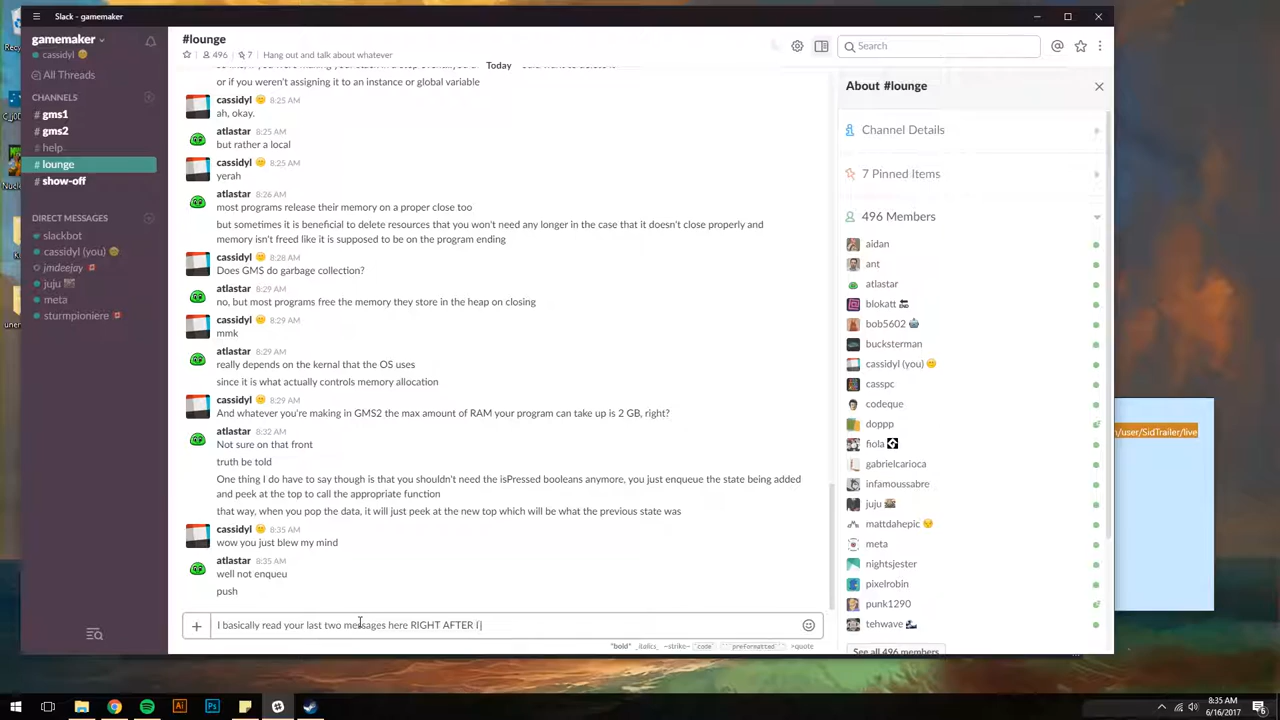 Slack - gamemaker
gamemaker
cassidyl
All Threads
CHANNELS
# gms1
# gms2
# help
# lounge
# show-off
DIRECT MESSAGES
slackbot
cassidyl (you)
jmdeejay
juju
meta
sturmpioniere
#lounge
496
7
Hang out and talk about whatever
Search
Today
or if you weren't assigning it to an instance or global variable
cassidyl 8:25 AM
ah, okay.
atlastar 8:25 AM
but rather a local
cassidyl 8:25 AM
yerah
atlastar 8:26 AM
most programs release their memory on a proper close too
but sometimes it is beneficial to delete resources that you won't need any longer in the case that it doesn't close properly and
memory isn't freed like it is supposed to be on the program ending
cassidyl 8:28 AM
Does GMS do garbage collection?
atlastar 8:29 AM
no, but most programs free the memory they store in the heap on closing
cassidyl 8:29 AM
mmk
atlastar 8:29 AM
really depends on the kernal that the OS uses
since it is what actually controls memory allocation
cassidyl 8:29 AM
And whatever you're making in GMS2 the max amount of RAM your program can take up is 2 GB, right?
atlastar 8:32 AM
Not sure on that front
truth be told
One thing I do have to say though is that you shouldn't need the isPressed booleans anymore, you just enqueue the state being added
and peek at the top to call the appropriate function
that way, when you pop the data, it will just peek at the new top which will be what the previous state was
cassidyl 8:35 AM
wow you just blew my mind
atlastar 8:35 AM
well not enqueu
push
I basically read your last two messages here RIGHT AFTER I
*bold* _italics_ ~strike~ `code` ```preformatted``` >quote
About #lounge
Channel Details
7 Pinned Items
496 Members
aidan
ant
atlastar
blokatt
bob5602
bucksterman
cassidyl (you)
casspc
codeque
doppp
fiola
gabrielcarioca
infamoussabre
juju
mattdahepic
meta
nightsjester
pixelrobin
punk1290
tehwave
See all 496 members
/user/SidTrailer/live
8:35 AM
6/16/2017